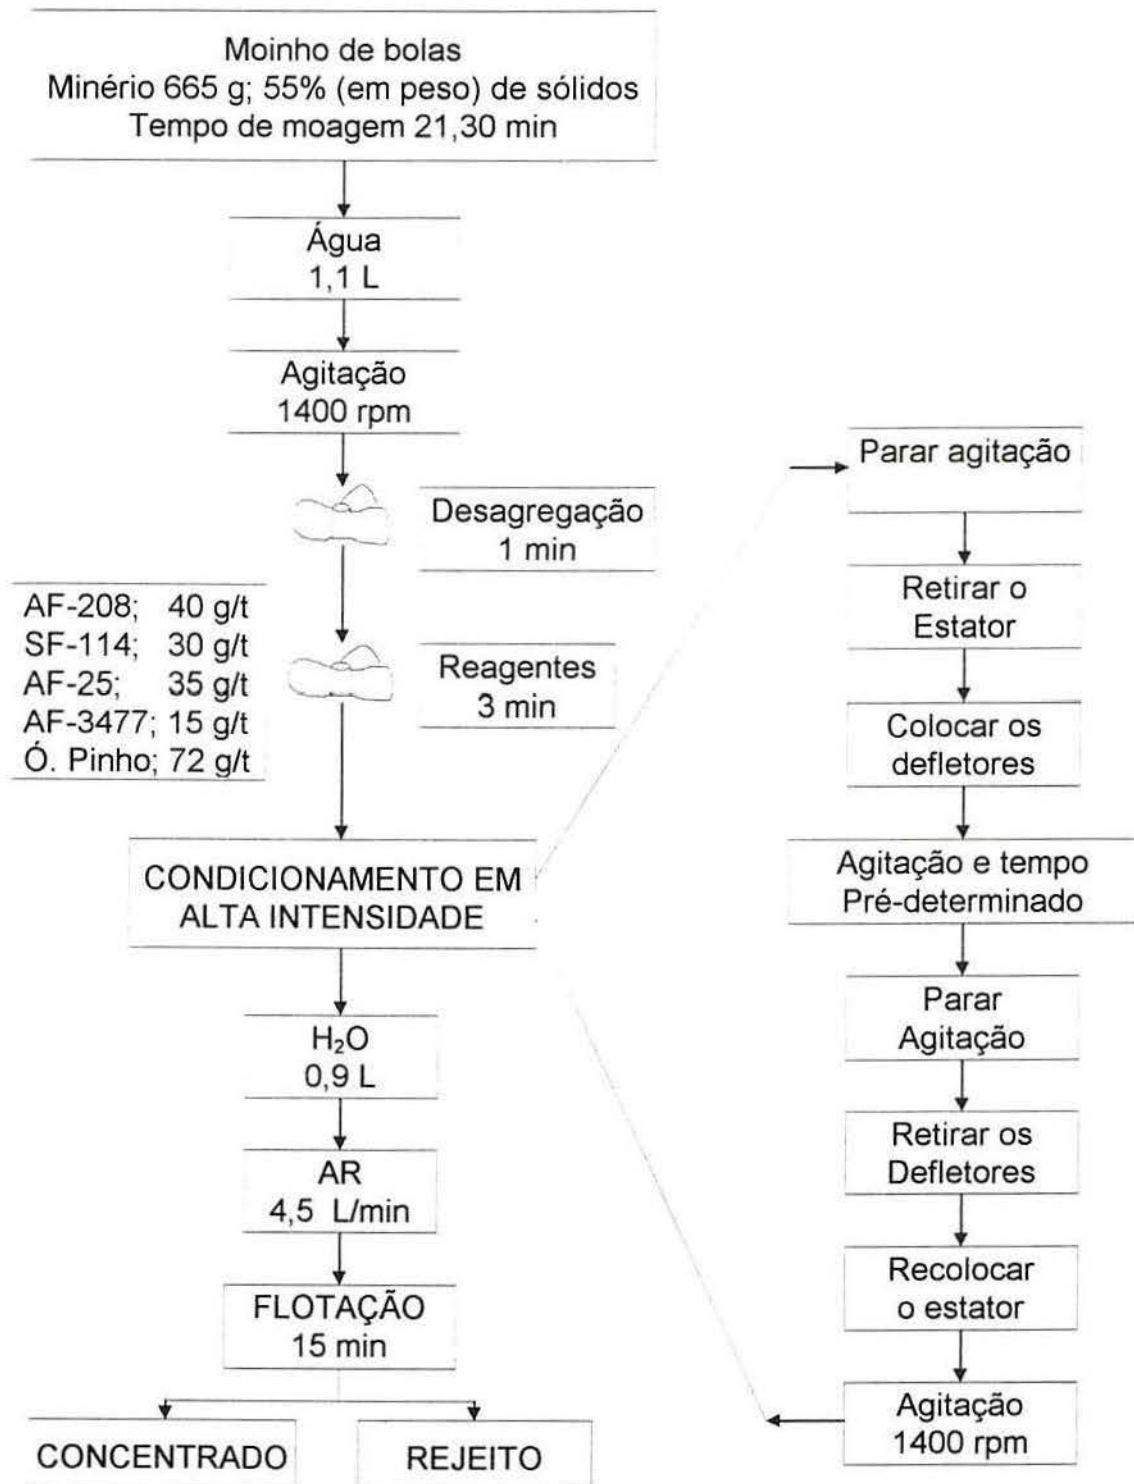 Moinho de bolas
Minério 665 g; 55% (em peso) de sólidos
Tempo de moagem 21,30 min
Água
1,1 L
Agitação
1400 rpm
Desagregação
1 min
AF-208; 40 g/t
SF-114; 30 g/t
AF-25; 35 g/t
AF-3477; 15 g/t
Ó. Pinho; 72 g/t
Reagentes
3 min
CONDICIONAMENTO EM
ALTA INTENSIDADE
H₂O
0,9 L
AR
4,5 L/min
FLOTAÇÃO
15 min
CONCENTRADO
REJEITO
Parar agitação
Retirar o
Estator
Colocar os
defletores
Agitação e tempo
Pré-determinado
Parar
Agitação
Retirar os
Defletores
Recolocar
o estator
Agitação
1400 rpm